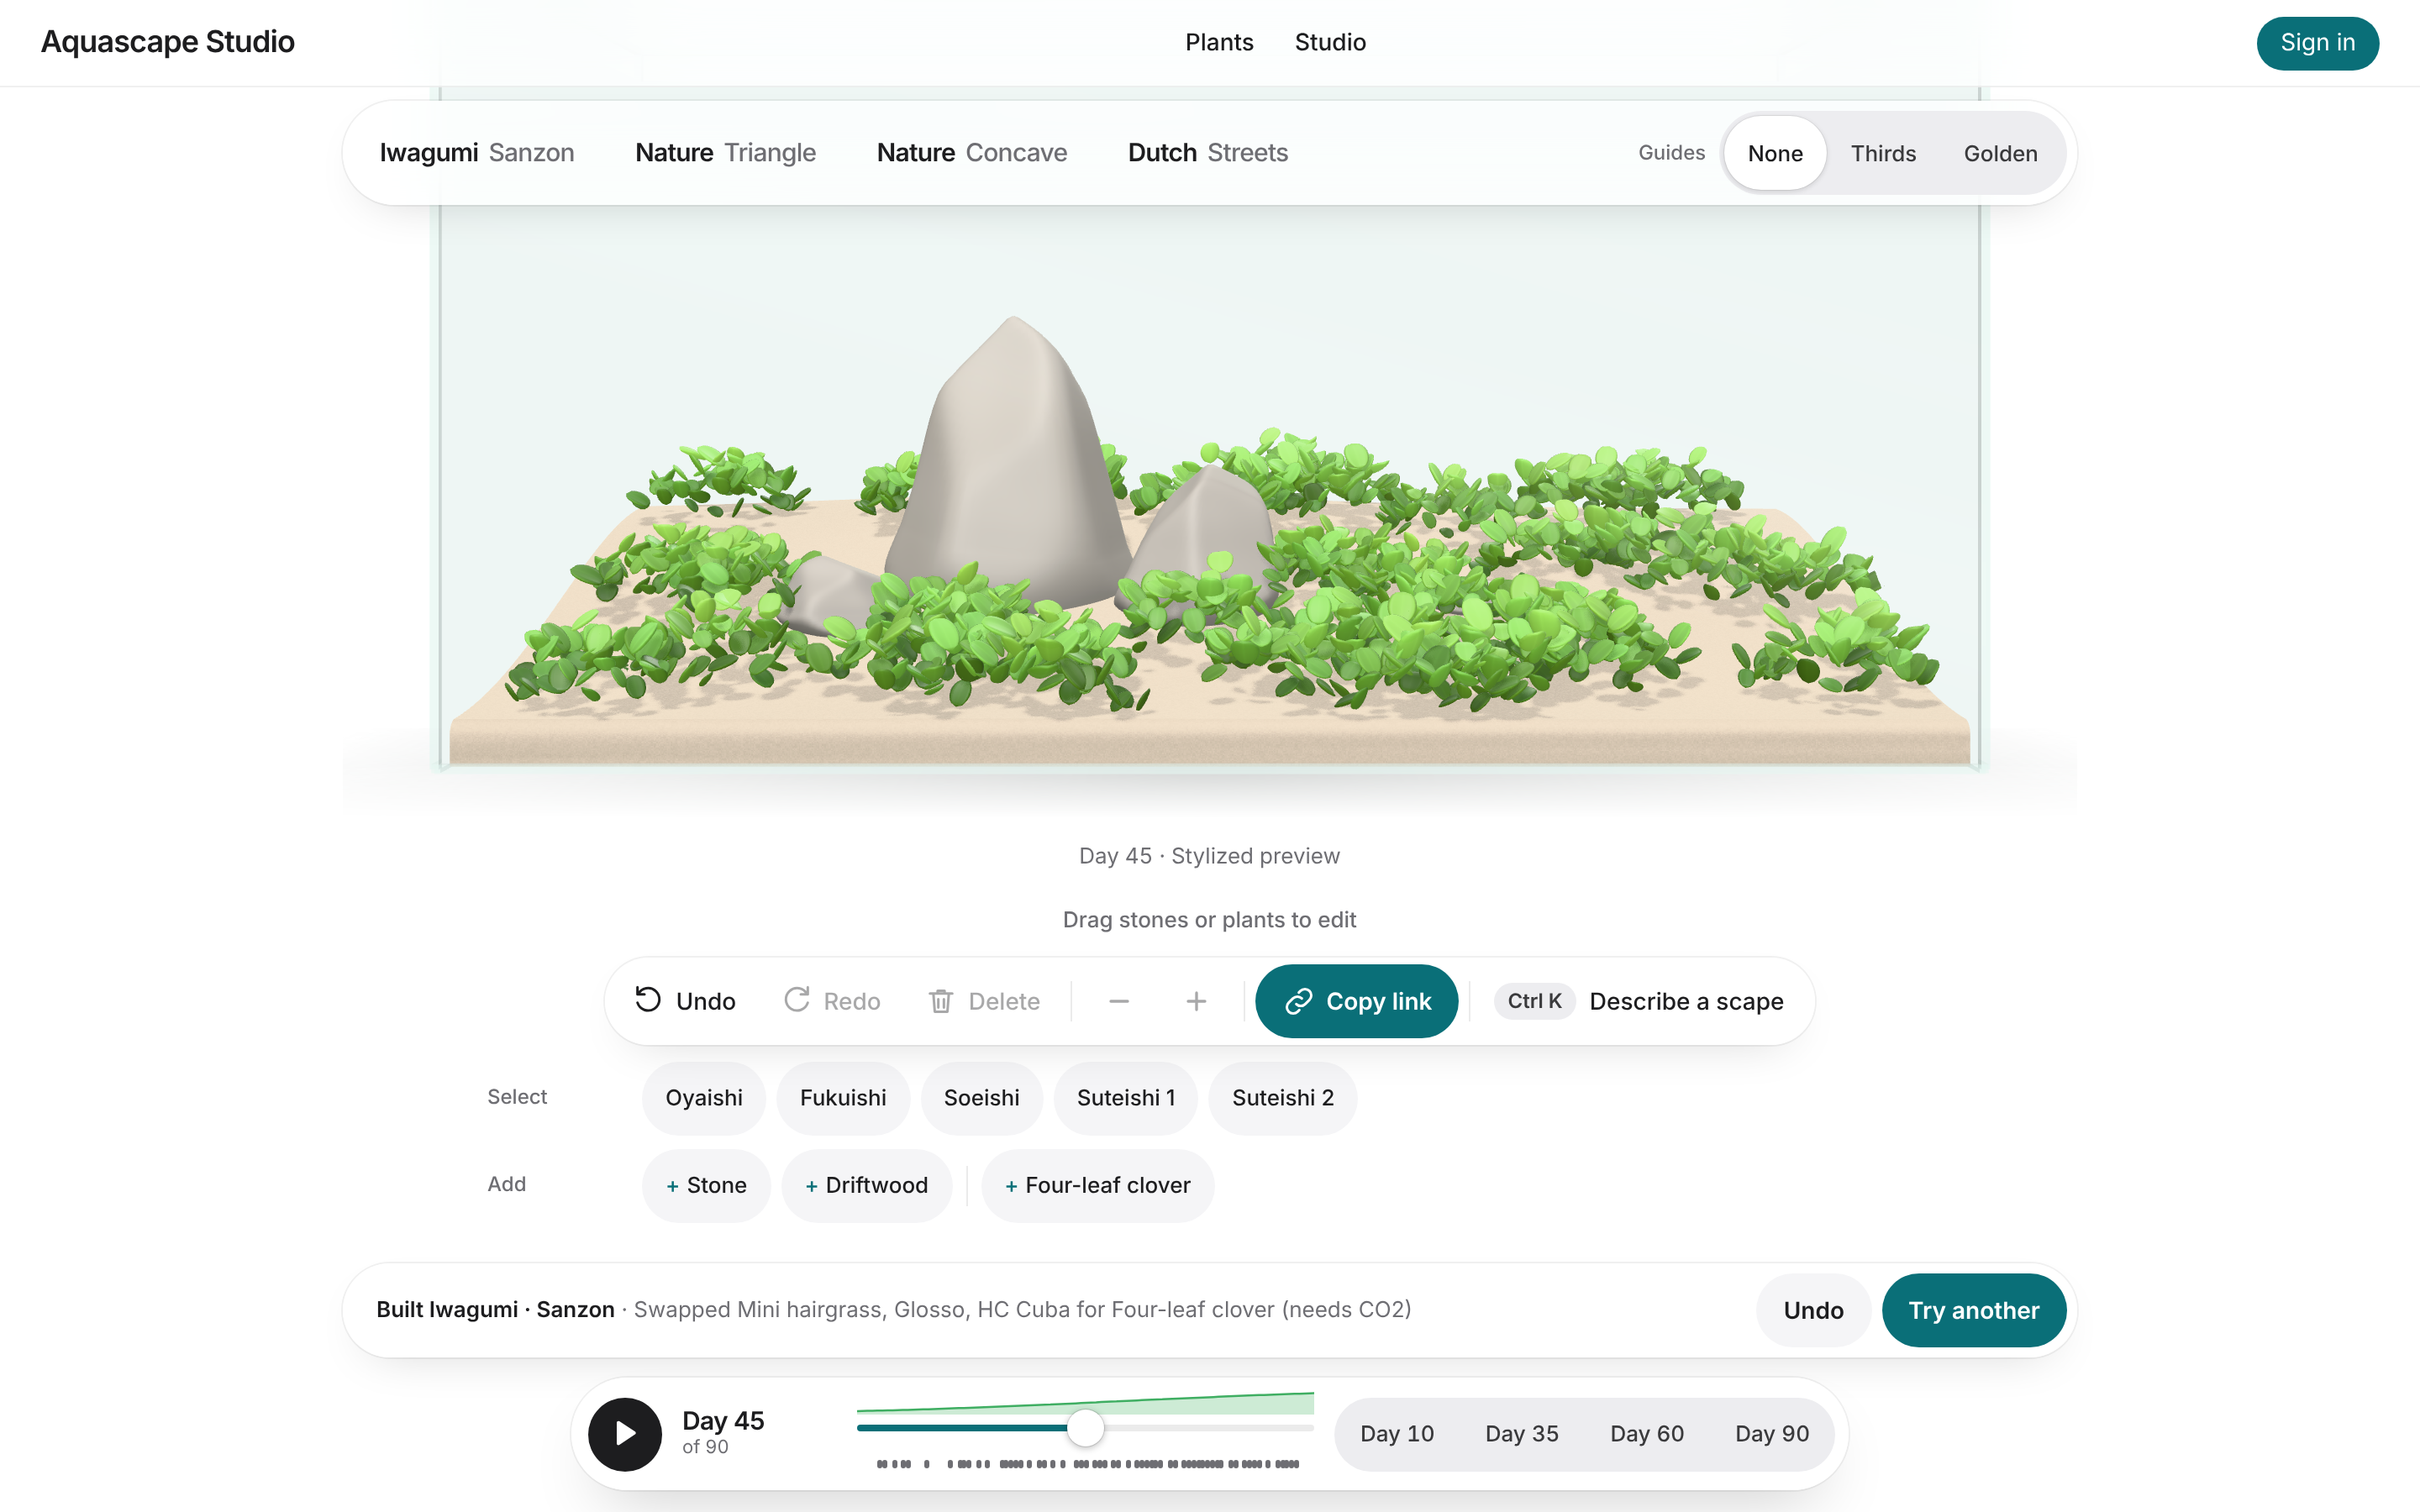 Aquascape Studio
Plants Studio
Sign in
Iwagumi Sanzon
Nature Triangle
Nature Concave
Dutch Streets
Guides
None Thirds Golden
Day 45 · Stylized preview
Drag stones or plants to edit
Undo Redo Delete − + Copy link Ctrl K Describe a scape
Select
Oyaishi Fukuishi Soeishi Suteishi 1 Suteishi 2
Add
+ Stone + Driftwood + Four-leaf clover
Built Iwagumi · Sanzon · Swapped Mini hairgrass, Glosso, HC Cuba for Four-leaf clover (needs CO2)
Undo Try another
Day 45
of 90
Day 10 Day 35 Day 60 Day 90